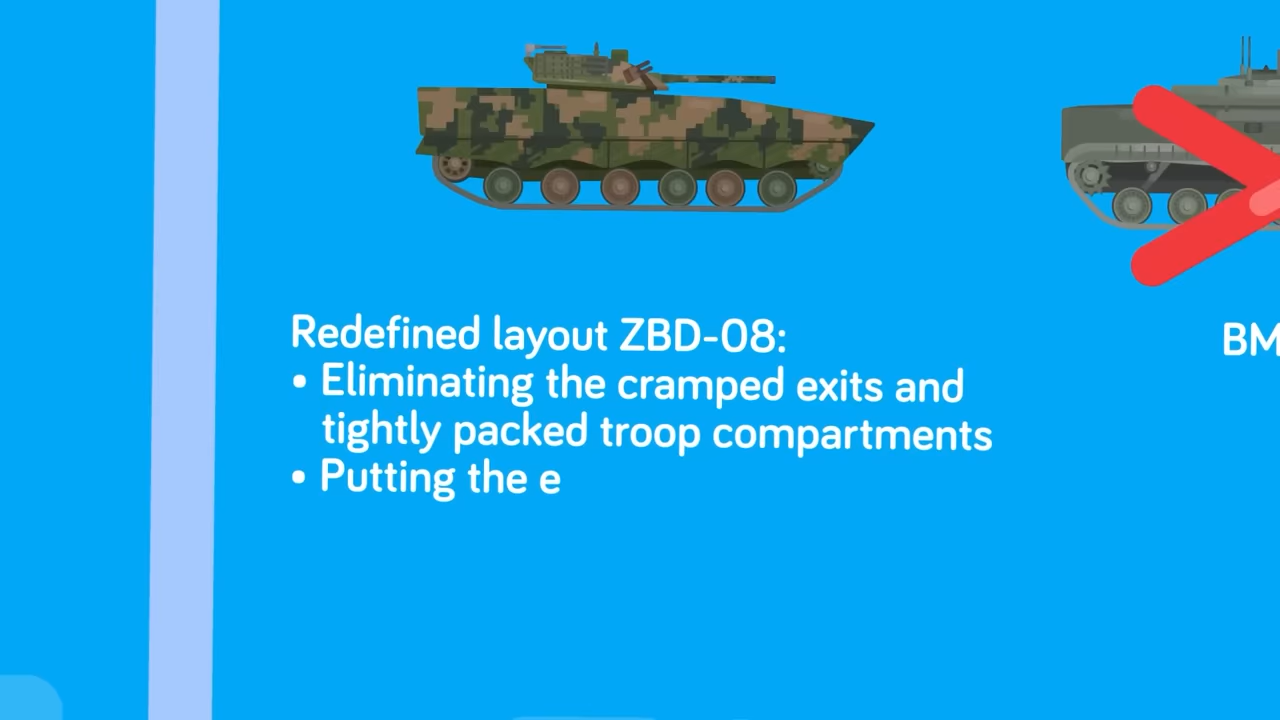 Redefined layout ZBD-08:
• Eliminating the cramped exits and
tightly packed troop compartments
• Putting the e
BM